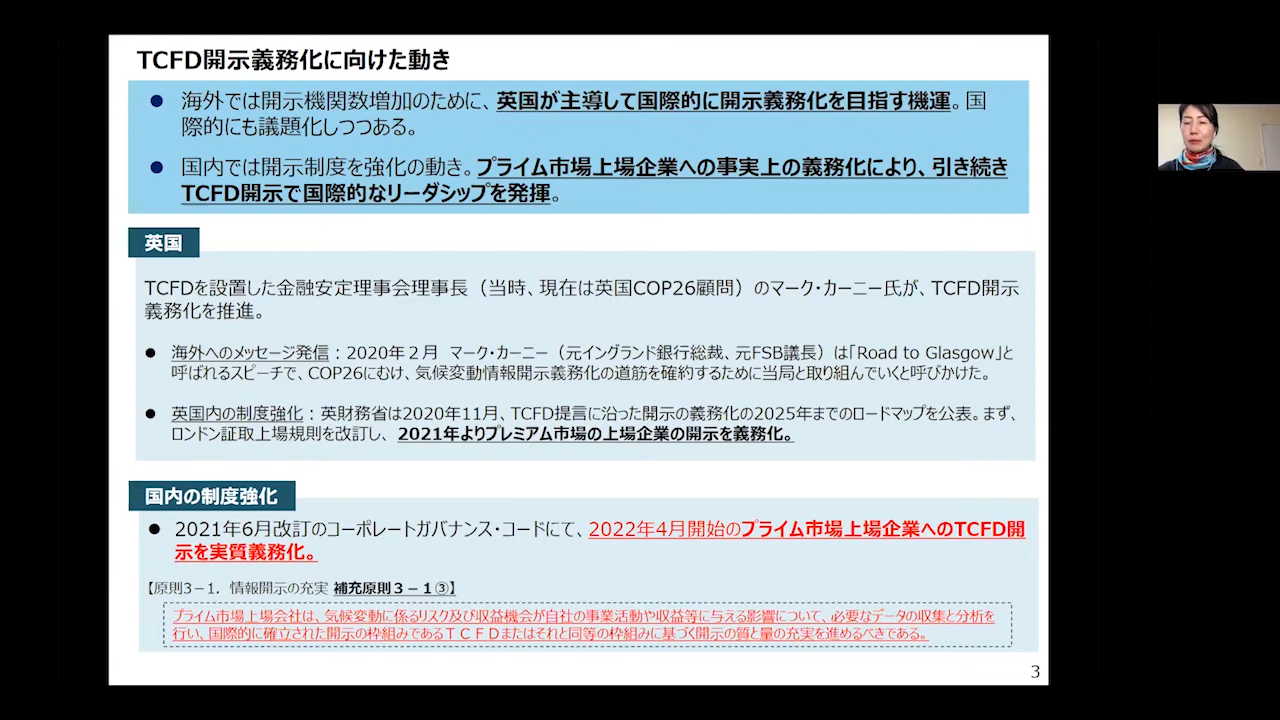 TCFD開示義務化に向けた動き
● 海外では開示機関数増加のために、英国が主導して国際的に開示義務化を目指す機運。国
際的にも議題化しつつある。
● 国内では開示制度を強化の動き。プライム市場上場企業への事実上の義務化により、引き続き
TCFD開示で国際的なリーダシップを発揮。
英国
TCFDを設置した金融安定理事会理事長（当時、現在は英国COP26顧問）のマーク・カーニー氏が、TCFD開示
義務化を推進。
● 海外へのメッセージ発信：2020年２月 マーク・カーニー（元イングランド銀行総裁、元FSB議長）は「Road to Glasgow」と
呼ばれるスピーチで、COP26にむけ、気候変動情報開示義務化の道筋を確約するために当局と取り組んでいくと呼びかけた。
● 英国内の制度強化：英財務省は2020年11月、TCFD提言に沿った開示の義務化の2025年までのロードマップを公表。まず、
ロンドン証取上場規則を改訂し、2021年よりプレミアム市場の上場企業の開示を義務化。
国内の制度強化
● 2021年6月改訂のコーポレートガバナンス・コードにて、2022年4月開始のプライム市場上場企業へのTCFD開
示を実質義務化。
【原則3－1．情報開示の充実 補充原則３－１③】
プライム市場上場会社は、気候変動に係るリスク及び収益機会が自社の事業活動や収益等に与える影響について、必要なデータの収集と分析を
行い、国際的に確立された開示の枠組みであるＴＣＦＤまたはそれと同等の枠組みに基づく開示の質と量の充実を進めるべきである。
3